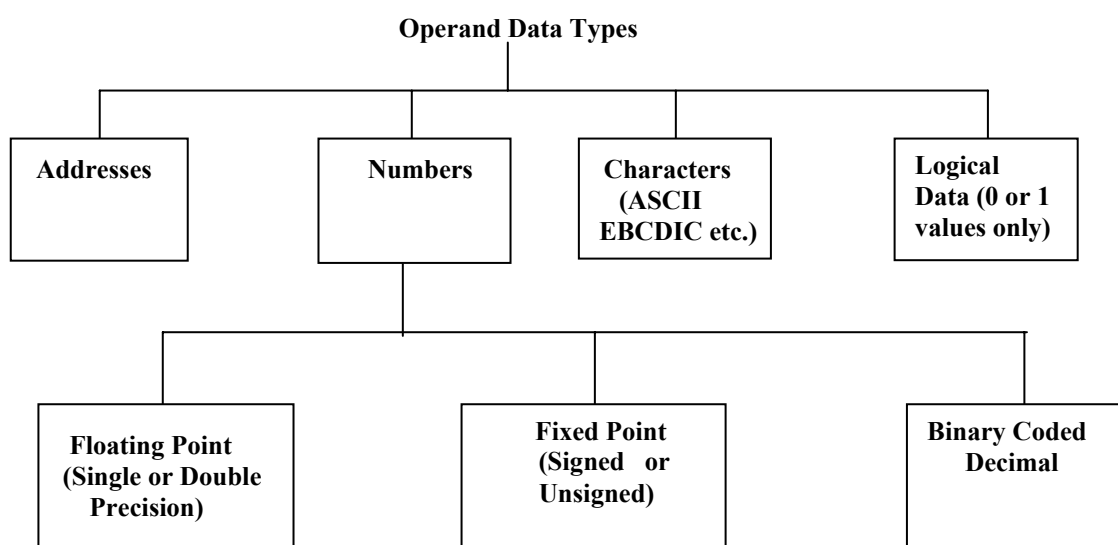 Operand Data Types
Addresses
Numbers
Characters
(ASCII
EBCDIC etc.)
Logical
Data (0 or 1
values only)
Floating Point
(Single or Double
Precision)
Fixed Point
(Signed or
Unsigned)
Binary Coded
Decimal